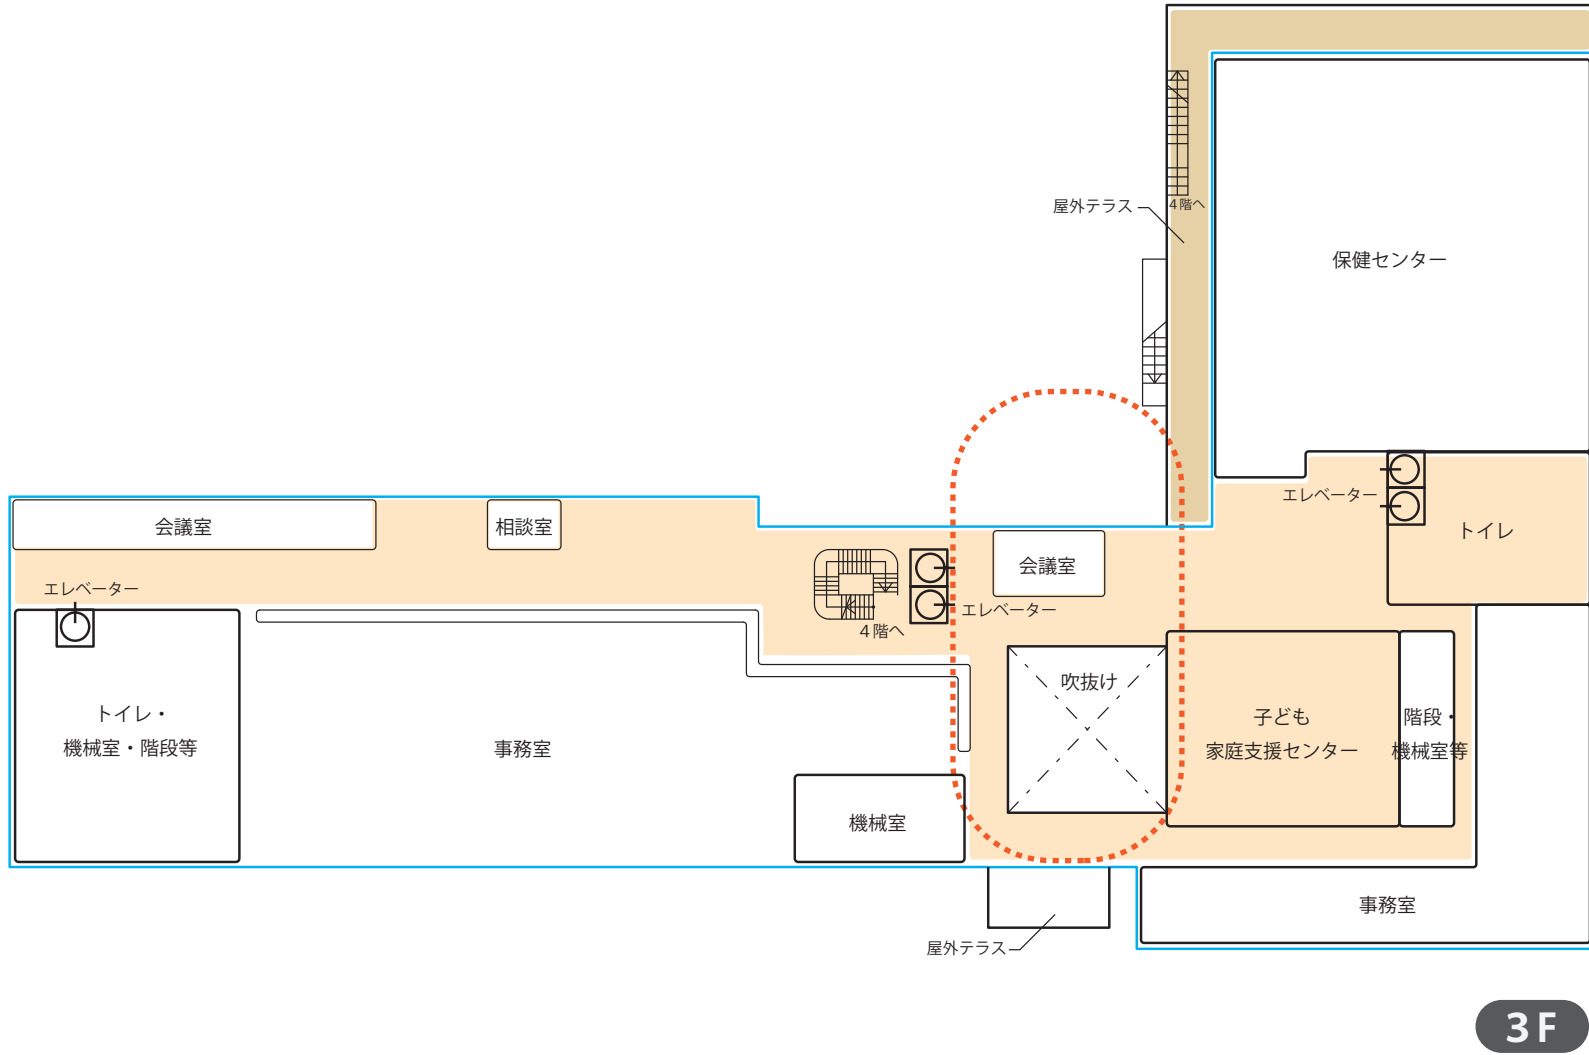 4階へ
屋外テラス
保健センター
エレベーター
トイレ
会議室
相談室
会議室
エレベーター
エレベーター
4階へ
吹抜け
トイレ・
機械室・階段等
事務室
子ども
家庭支援センター
階段・
機械室等
機械室
事務室
屋外テラス
3F